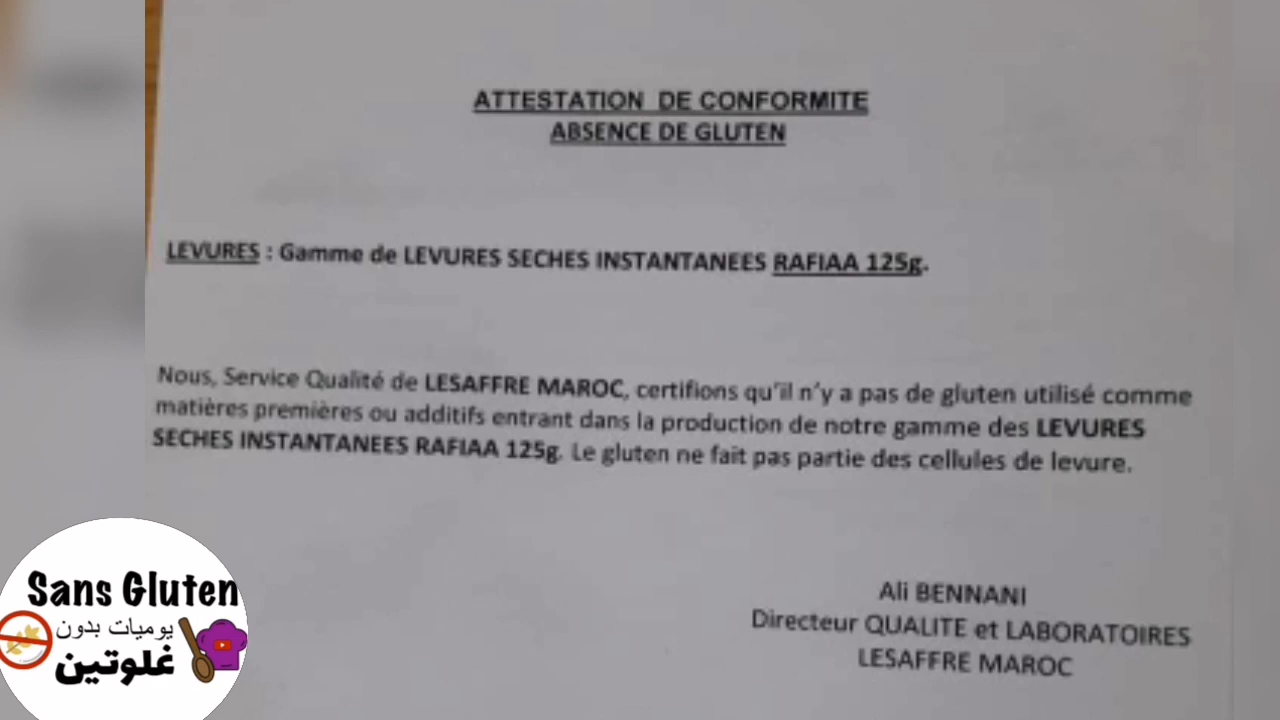 ATTESTATION DE CONFORMITE
ABSENCE DE GLUTEN
LEVURES : Gamme de LEVURES SECHES INSTANTANEES RAFIAA 125g.
Nous, Service Qualité de LESAFFRE MAROC, certifions qu'il n'y a pas de gluten utilisé comme
matières premières ou additifs entrant dans la production de notre gamme des LEVURES
SECHES INSTANTANEES RAFIAA 125g. Le gluten ne fait pas partie des cellules de levure.
Ali BENNANI
Directeur QUALITE et LABORATOIRES
LESAFFRE MAROC
Sans Gluten
يوميات بدون
غلوتين